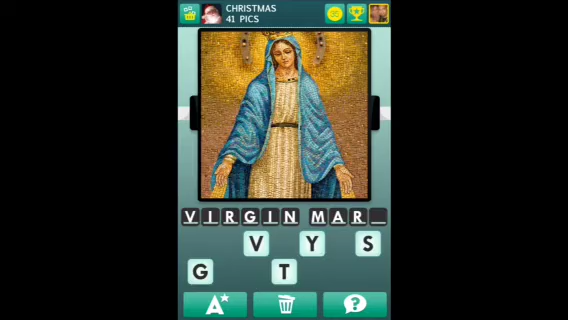 CHRISTMAS
41 PICS
VIRGIN MAR_
V Y S
G T
A ?